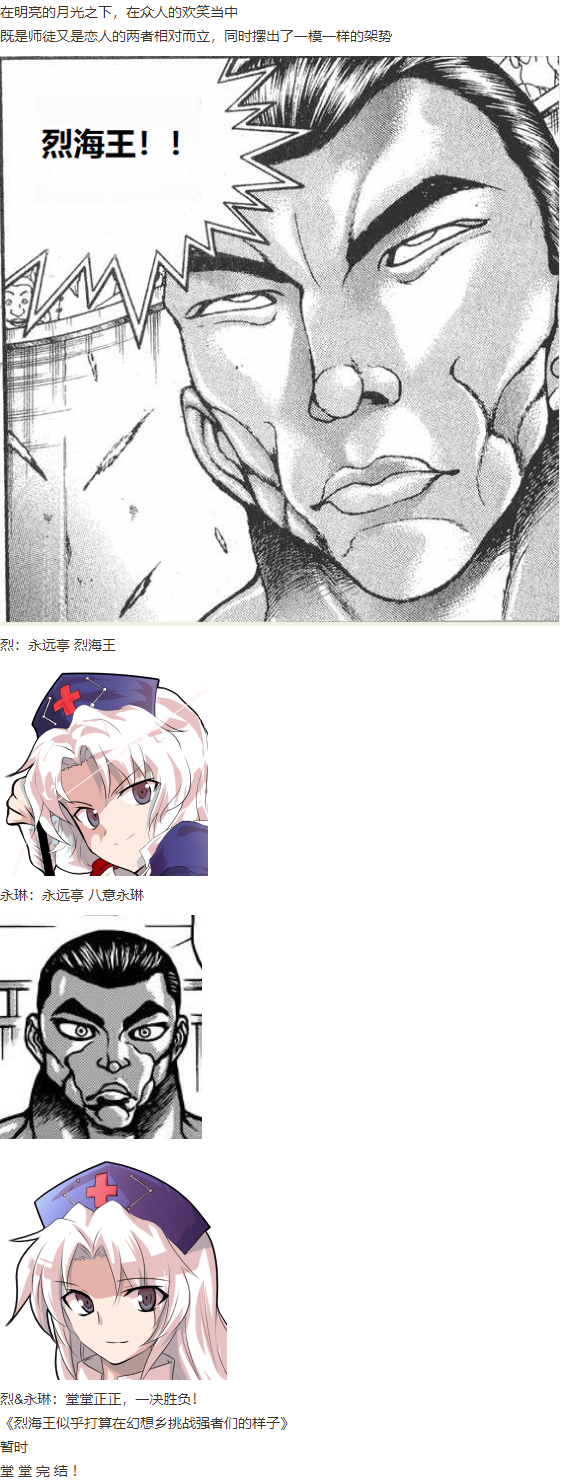 在明亮的月光之下，在众人的欢笑当中
既是师徒又是恋人的两者相对而立，同时摆出了一模一样的架势
烈海王！！
烈：永远亭 烈海王
永琳：永远亭 八意永琳
烈&永琳：堂堂正正，一决胜负！
《烈海王似乎打算在幻想乡挑战强者们的样子》
暂时
堂 堂 完 结 ！